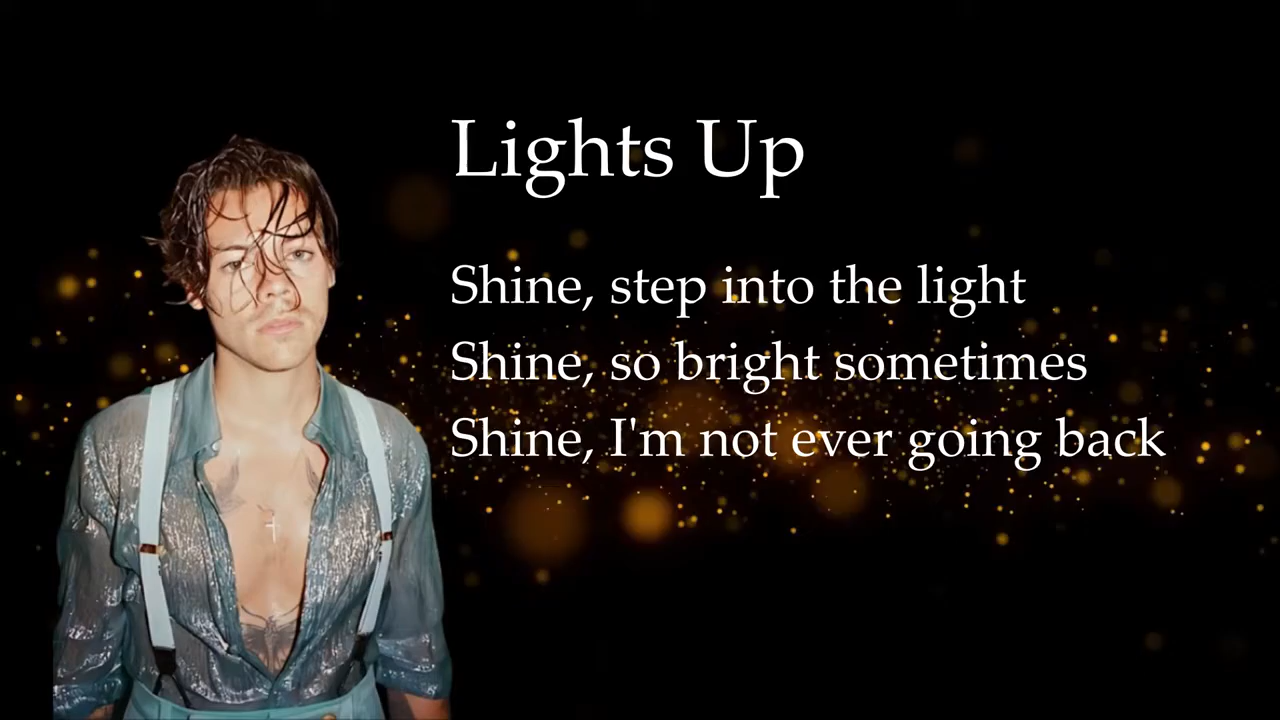 Lights Up
Shine, step into the light
Shine, so bright sometimes
Shine, I'm not ever going back